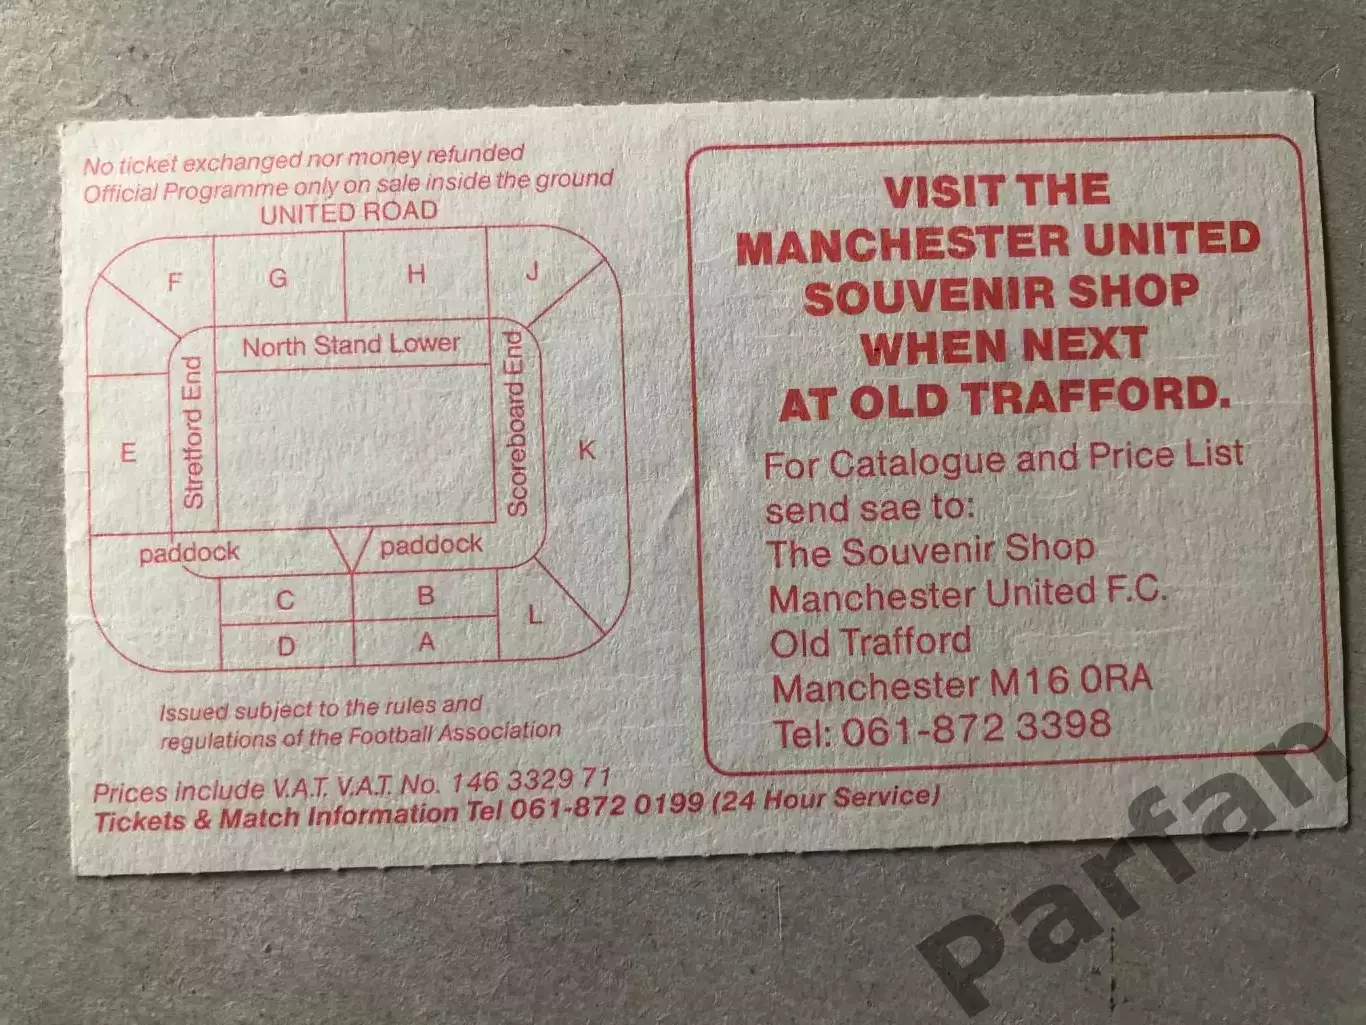 No ticket exchanged nor money refunded
Official Programme only on sale inside the ground
UNITED ROAD
F
G
H
J
North Stand Lower
Stretford End
Scoreboard End
E
K
paddock
paddock
C
B
L
D
A
Issued subject to the rules and
regulations of the Football Association
Prices include V.A.T. V.A.T. No. 146 3329 71
Tickets & Match Information Tel 061-872 0199 (24 Hour Service)
VISIT THE
MANCHESTER UNITED
SOUVENIR SHOP
WHEN NEXT
AT OLD TRAFFORD.
For Catalogue and Price List
send sae to:
The Souvenir Shop
Manchester United F.C.
Old Trafford
Manchester M16 0RA
Tel: 061-872 3398
Parfan